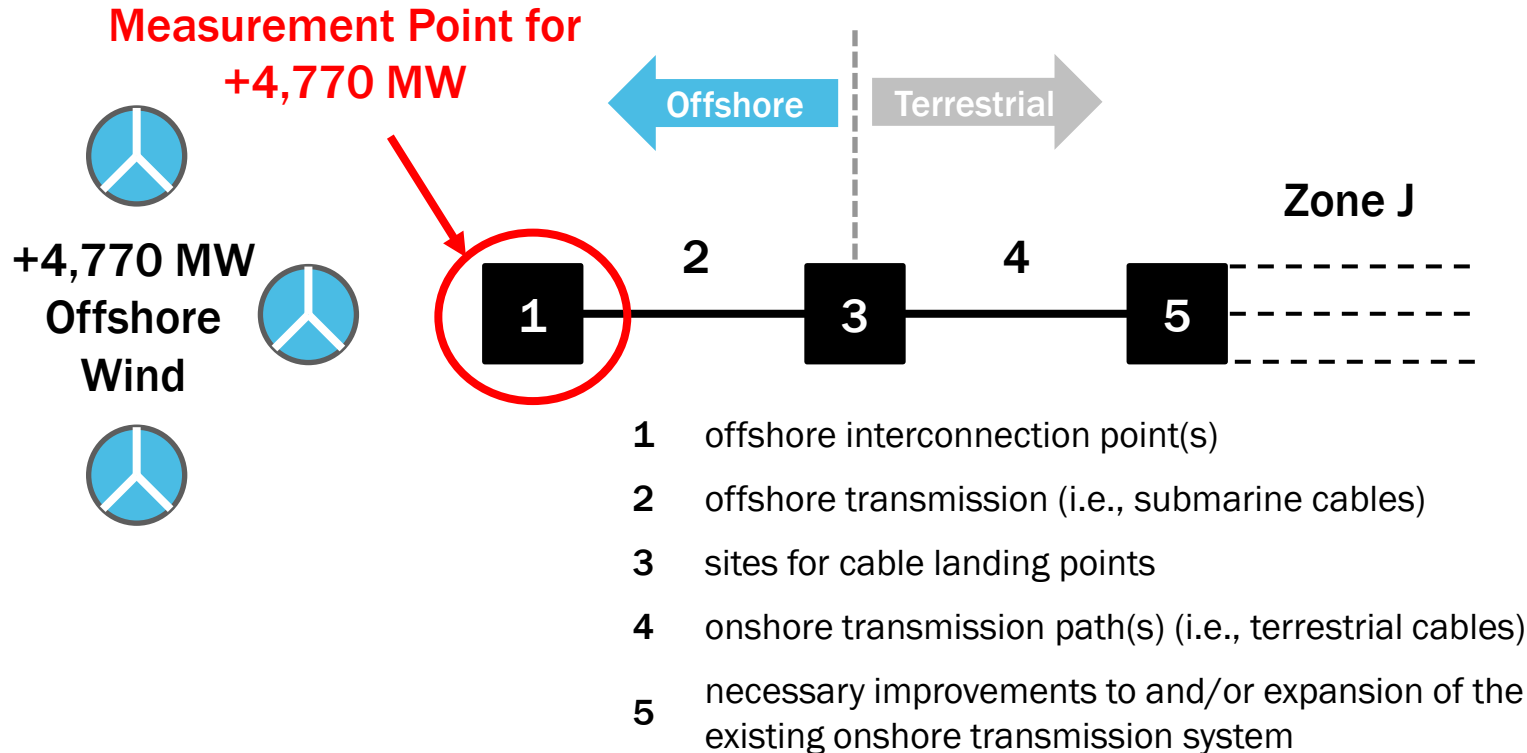 Measurement Point for
+4,770 MW
Offshore
Terrestrial
Zone J
+4,770 MW
Offshore
Wind
1
2
3
4
5
1 offshore interconnection point(s)
2 offshore transmission (i.e., submarine cables)
3 sites for cable landing points
4 onshore transmission path(s) (i.e., terrestrial cables)
5 necessary improvements to and/or expansion of the
existing onshore transmission system